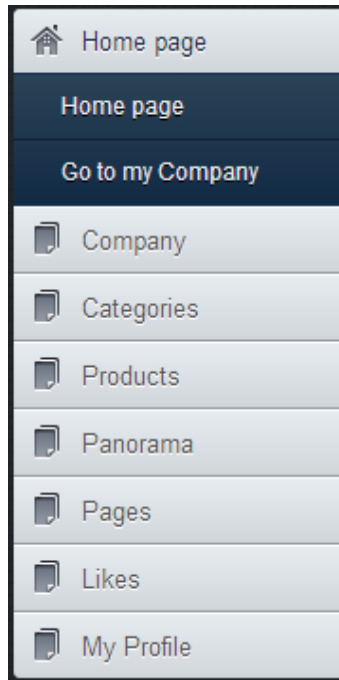 Home page
Home page
Go to my Company
Company
Categories
Products
Panorama
Pages
Likes
My Profile